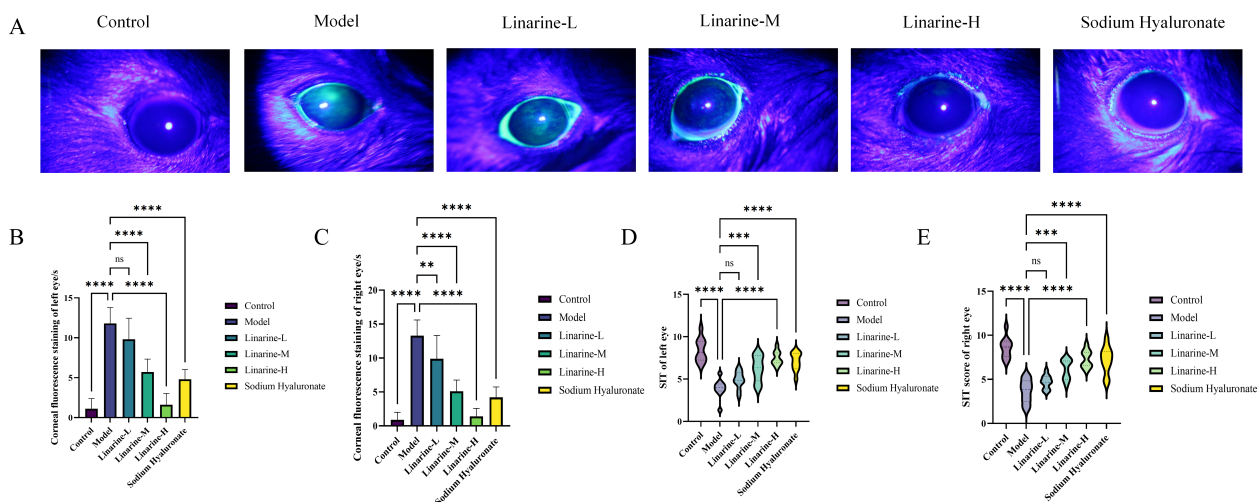 A
Control
Model
Linarine-L
Linarine-M
Linarine-H
Sodium Hyaluronate
B
Corneal fluorescence staining of left eye/s
15
10
5
0
****
ns
****
****
****
Control
Model
Linarine-L
Linarine-M
Linarine-H
Sodium Hyaluronate
Control
Model
Linarine-L
Linarine-M
Linarine-H
Sodium Hyaluronate
C
Corneal fluorescence staining of right eye/s
20
15
10
5
0
****
**
****
****
****
Control
Model
Linarine-L
Linarine-M
Linarine-H
Sodium Hyaluronate
Control
Model
Linarine-L
Linarine-M
Linarine-H
Sodium Hyaluronate
D
SIT of left eye
15
10
5
0
****
ns
***
****
****
Control
Model
Linarine-L
Linarine-M
Linarine-H
Sodium Hyaluronate
Control
Model
Linarine-L
Linarine-M
Linarine-H
Sodium Hyaluronate
E
SIT score of right eye
15
10
5
0
****
ns
***
****
****
Control
Model
Linarine-L
Linarine-M
Linarine-H
Sodium Hyaluronate
Control
Model
Linarine-L
Linarine-M
Linarine-H
Sodium Hyaluronate